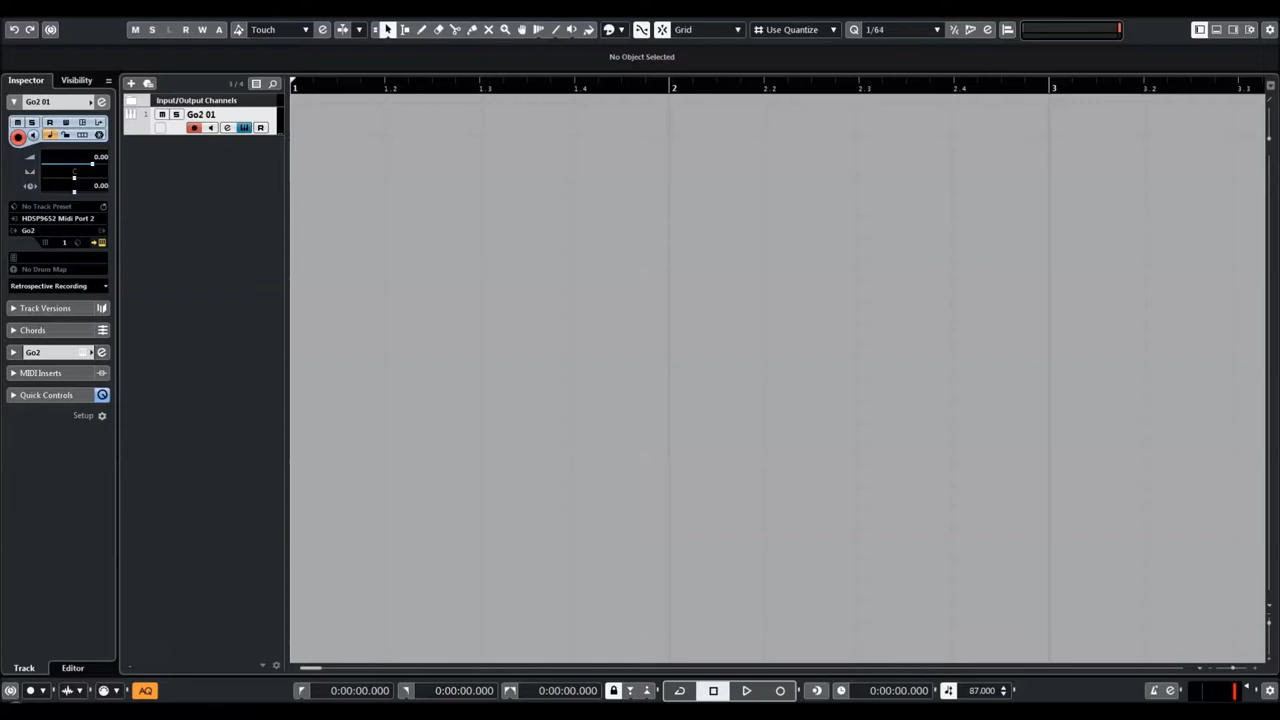 M S L R W A Touch Grid Use Quantize Q 1/64
No Object Selected
Inspector Visibility 3 / 4 1 1.2 1.3 1.4 2 2.2 2.3 2.4 3 3.2 3.3
Go2 01 Input/Output Channels
1 M S Go2 01
M S R W
R
0.00
C
0.00
No Track Preset
HDSP9652 Midi Port 2
Go2
1
No Drum Map
Retrospective Recording
Track Versions
Chords
Go2
MIDI Inserts
Quick Controls
Setup
Track Editor
AQ 0:00:00.000 0:00:00.000 0:00:00.000 0:00:00.000 87.000